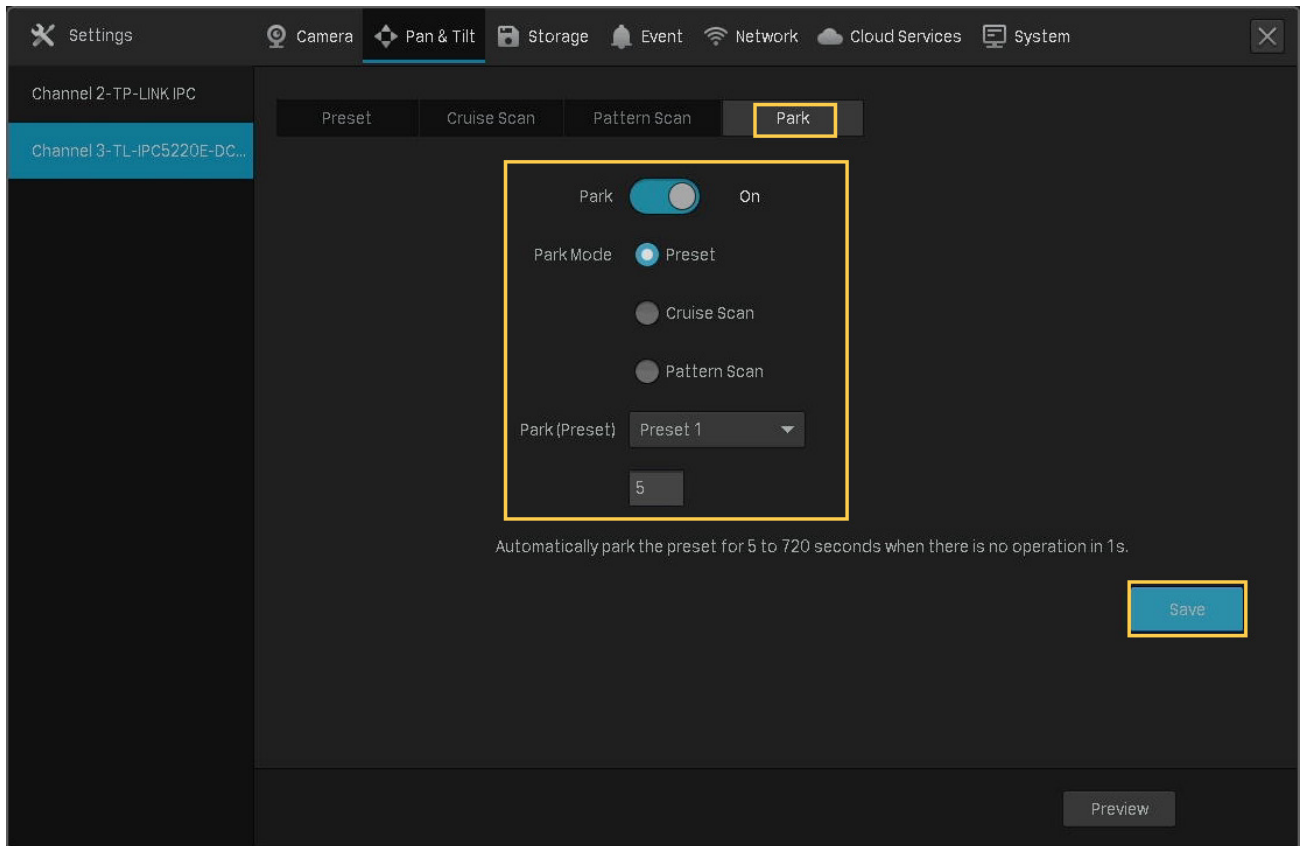 Settings Camera Pan & Tilt Storage Event Network Cloud Services System
Channel 2-TP-LINK IPC
Channel 3-TL-IPC5220E-DC...
Preset Cruise Scan Pattern Scan Park
Park On
Park Mode Preset
Cruise Scan
Pattern Scan
Park (Preset) Preset 1
5
Automatically park the preset for 5 to 720 seconds when there is no operation in 1s.
Save
Preview